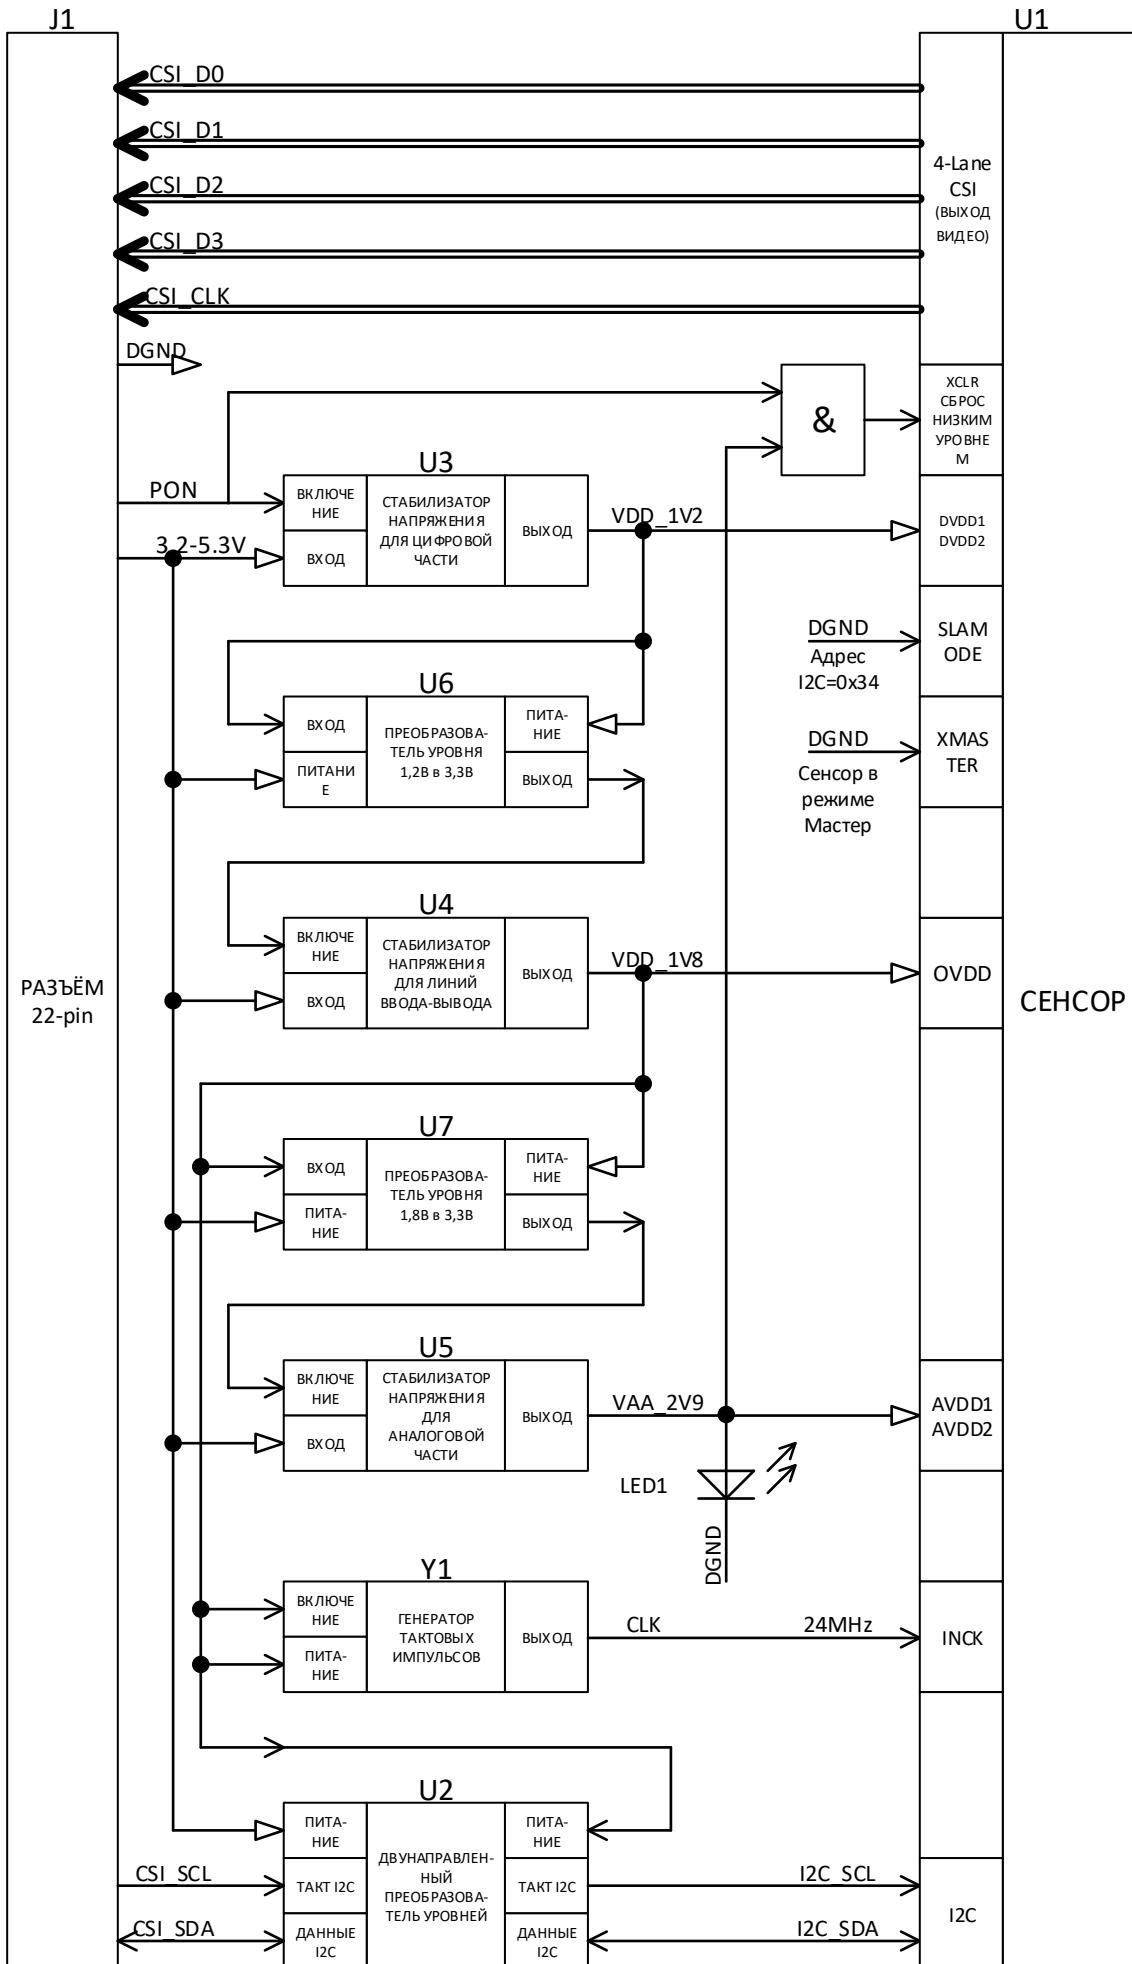 J1
U1
CSI_D0
CSI_D1
CSI_D2
CSI_D3
CSI_CLK
4-Lane
CSI
(ВЫХОД
ВИДЕО)
DGND
&
XCLR
СБРОС
НИЗКИМ
УРОВНЕ
М
U3
PON
3.2-5.3V
ВКЛЮЧЕ
НИЕ
ВХОД
СТАБИЛИЗАТОР
НАПРЯЖЕНИЯ
ДЛЯ ЦИФРОВОЙ
ЧАСТИ
ВЫХОД
VDD_1V2
DVDD1
DVDD2
DGND
Адрес
I2C=0x34
SLAM
ODE
U6
ВХОД
ПИТАНИ
Е
ПРЕОБРАЗОВА-
ТЕЛЬ УРОВНЯ
1,2В в 3,3В
ПИТА-
НИЕ
ВЫХОД
DGND
Сенсор в
режиме
Мастер
XMAS
TER
U4
ВКЛЮЧЕ
НИЕ
ВХОД
СТАБИЛИЗАТОР
НАПРЯЖЕНИЯ
ДЛЯ ЛИНИЙ
ВВОДА-ВЫВОДА
ВЫХОД
VDD_1V8
OVDD
РАЗЪЁМ
22-pin
СЕНСОР
U7
ВХОД
ПИТА-
НИЕ
ПРЕОБРАЗОВА-
ТЕЛЬ УРОВНЯ
1,8В в 3,3В
ПИТА-
НИЕ
ВЫХОД
U5
ВКЛЮЧЕ
НИЕ
ВХОД
СТАБИЛИЗАТОР
НАПРЯЖЕНИЯ
ДЛЯ
АНАЛОГОВОЙ
ЧАСТИ
ВЫХОД
VAA_2V9
AVDD1
AVDD2
LED1
DGND
Y1
ВКЛЮЧЕ
НИЕ
ПИТА-
НИЕ
ГЕНЕРАТОР
ТАКТОВЫХ
ИМПУЛЬСОВ
ВЫХОД
CLK
24MHz
INCK
U2
ПИТА-
НИЕ
ТАКТ I2C
ДАННЫЕ
I2C
ДВУНАПРАВЛЕН-
НЫЙ
ПРЕОБРАЗОВА-
ТЕЛЬ УРОВНЕЙ
ПИТА-
НИЕ
ТАКТ I2C
ДАННЫЕ
I2C
CSI_SCL
CSI_SDA
I2C_SCL
I2C_SDA
I2C